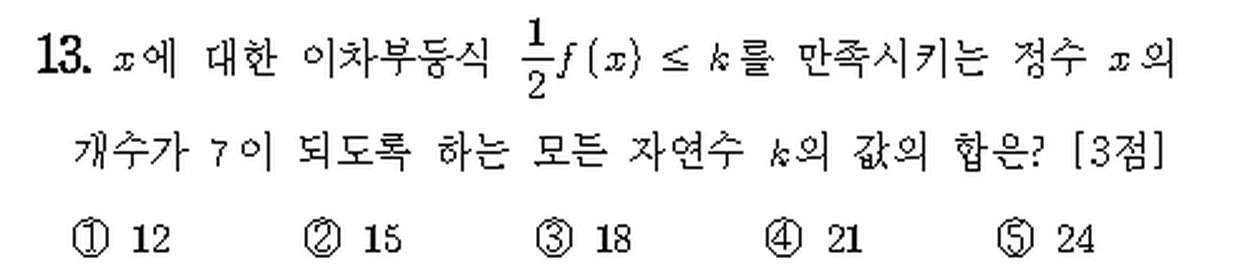 13. x에 대한 이차부등식 \frac{1}{2}f(x) ≤ k를 만족시키는 정수 x의
개수가 7이 되도록 하는 모든 자연수 k의 값의 합은? [3점]
① 12 ② 15 ③ 18 ④ 21 ⑤ 24